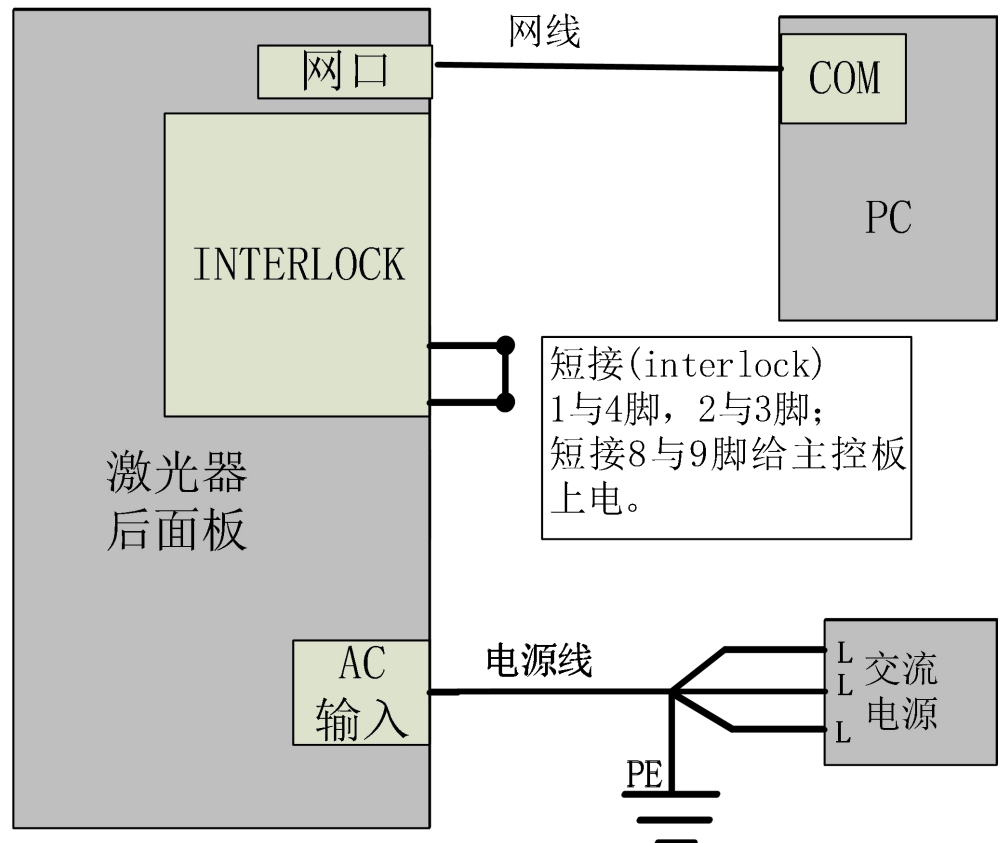 网线
网口
COM
PC
INTERLOCK
短接(interlock)
1与4脚，2与3脚；
短接8与9脚给主控板
上电。
激光器
后面板
AC
输入
电源线
L
L
L
交流
电源
PE